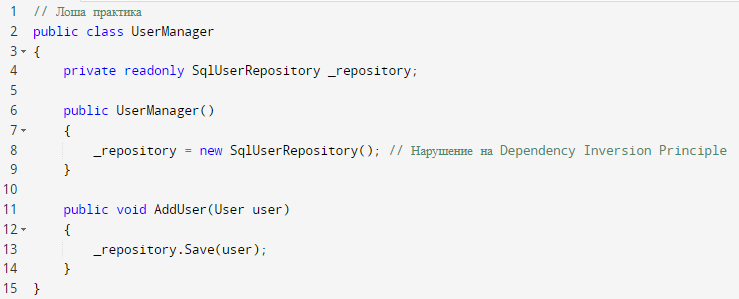 1 // Лоша практика
2 public class UserManager
3 {
4 private readonly SqlUserRepository _repository;
5
6 public UserManager()
7 {
8 _repository = new SqlUserRepository(); // Нарушение на Dependency Inversion Principle
9 }
10
11 public void AddUser(User user)
12 {
13 _repository.Save(user);
14 }
15 }